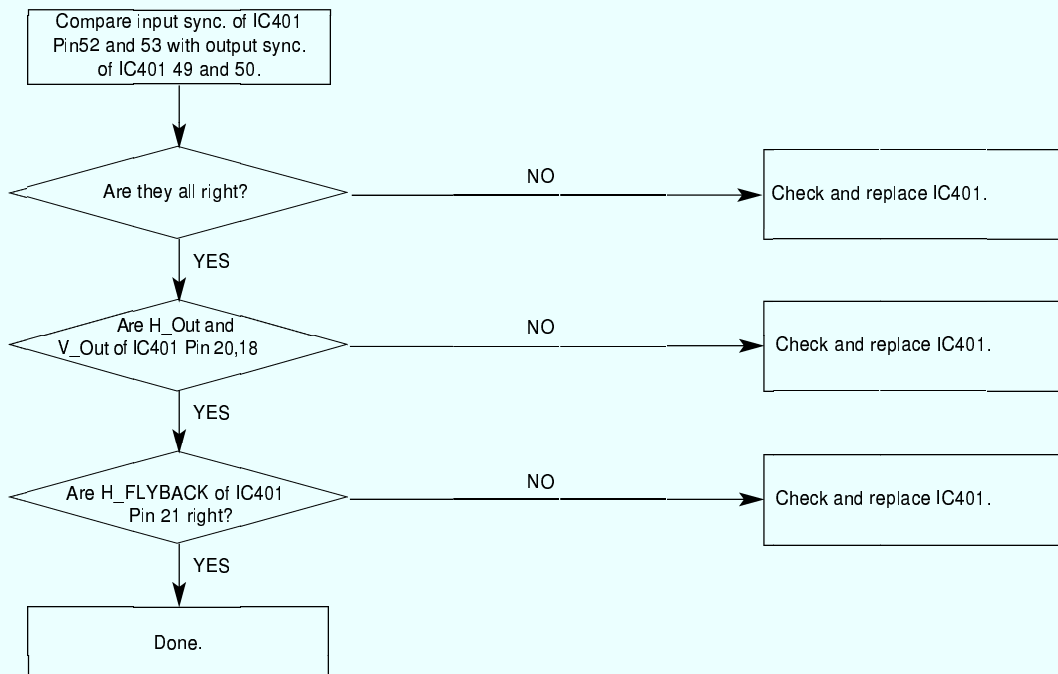 Compare input sync. of IC401
Pin52 and 53 with output sync.
of IC401 49 and 50.
Are they all right?
NO
Check and replace IC401.
YES
Are H_Out and
V_Out of IC401 Pin 20,18
NO
Check and replace IC401.
YES
Are H_FLYBACK of IC401
Pin 21 right?
NO
Check and replace IC401.
YES
Done.